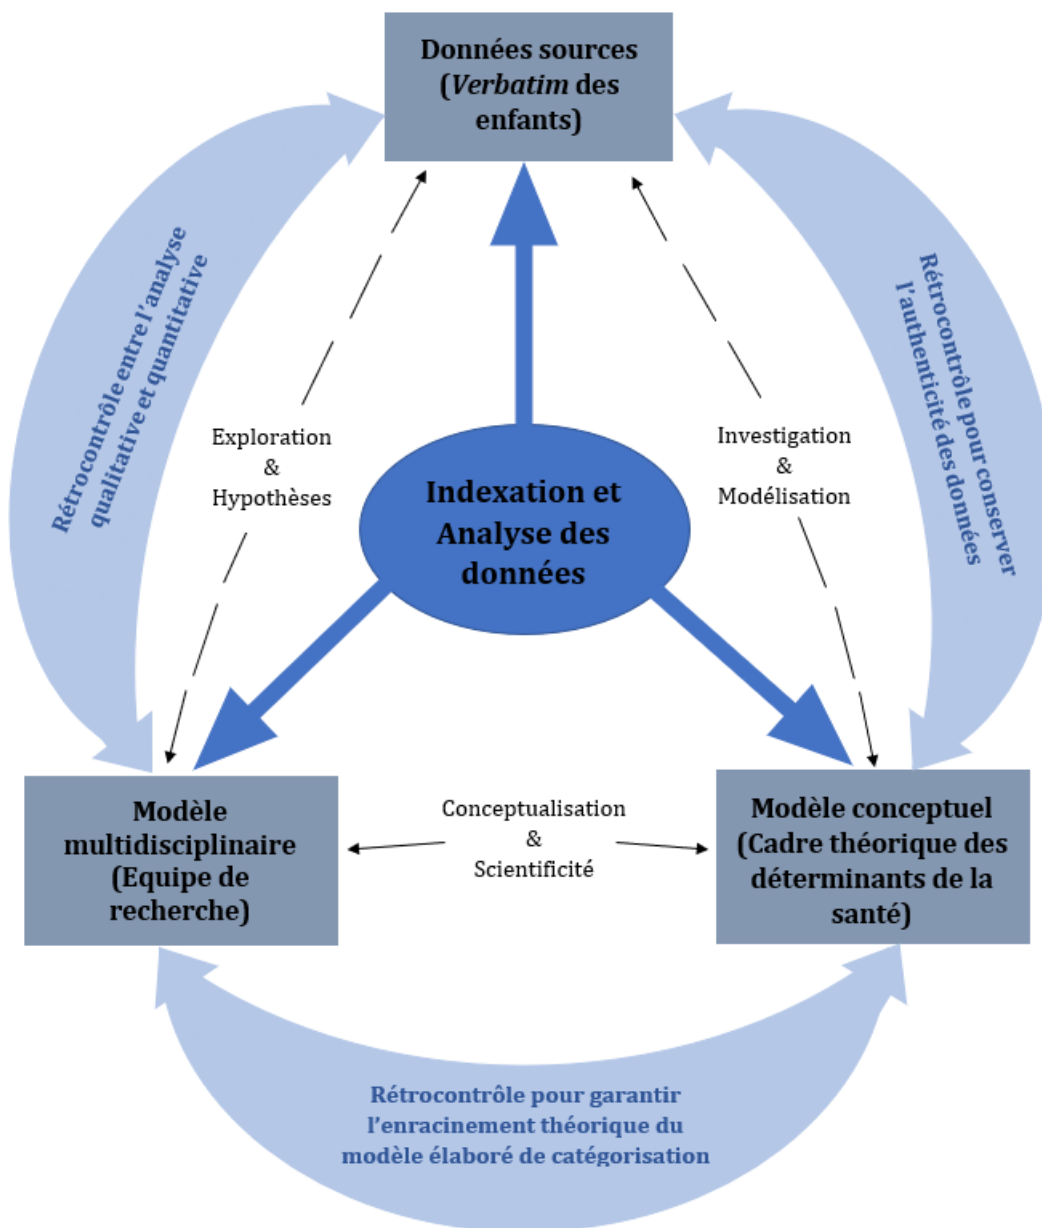 Données sources
(Verbatim des
enfants)
Rétrocontrôle entre l'analyse
qualitative et quantitative
Rétrocontrôle pour conserver
l'authenticité des données
Exploration
&
Hypothèses
Investigation
&
Modélisation
Indexation et
Analyse des
données
Modèle
multidisciplinaire
(Equipe de
recherche)
Conceptualisation
&
Scientificité
Modèle conceptuel
(Cadre théorique des
déterminants de la
santé)
Rétrocontrôle pour garantir
l'enracinement théorique du
modèle élaboré de catégorisation